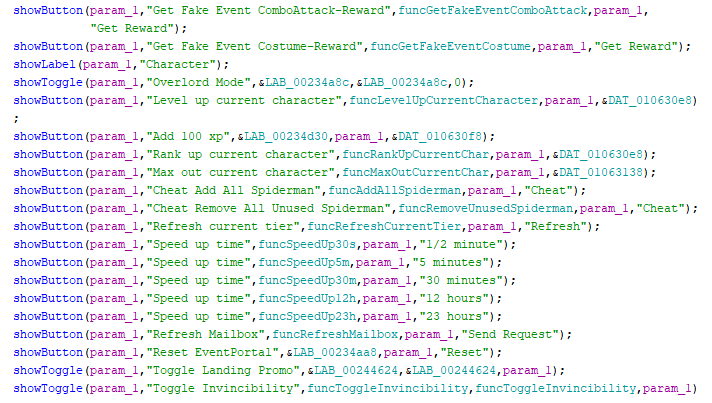 showButton(param_1,"Get Fake Event ComboAttack-Reward",funcGetFakeEventComboAttack,param_1,
"Get Reward");
showButton(param_1,"Get Fake Event Costume-Reward",funcGetFakeEventCostume,param_1,"Get Reward");
showLabel(param_1,"Character");
showToggle(param_1,"Overlord Mode",&LAB_00234a8c,&LAB_00234a8c,0);
showButton(param_1,"Level up current character",funcLevelUpCurrentCharacter,param_1,&DAT_010630e8)
;
showButton(param_1,"Add 100 xp",&LAB_00234d30,param_1,&DAT_010630f8);
showButton(param_1,"Rank up current character",funcRankUpCurrentChar,param_1,&DAT_010630e8);
showButton(param_1,"Max out current character",funcMaxOutCurrentChar,param_1,&DAT_01063138);
showButton(param_1,"Cheat Add All Spiderman",funcAddAllSpiderman,param_1,"Cheat");
showButton(param_1,"Cheat Remove All Unused Spiderman",funcRemoveUnusedSpiderman,param_1,"Cheat");
showButton(param_1,"Refresh current tier",funcRefreshCurrentTier,param_1,"Refresh");
showButton(param_1,"Speed up time",funcSpeedUp30s,param_1,"1/2 minute");
showButton(param_1,"Speed up time",funcSpeedUp5m,param_1,"5 minutes");
showButton(param_1,"Speed up time",funcSpeedUp30m,param_1,"30 minutes");
showButton(param_1,"Speed up time",funcSpeedUp12h,param_1,"12 hours");
showButton(param_1,"Speed up time",funcSpeedUp23h,param_1,"23 hours");
showButton(param_1,"Refresh Mailbox",funcRefreshMailbox,param_1,"Send Request");
showButton(param_1,"Reset EventPortal",&LAB_00234aa8,param_1,"Reset");
showToggle(param_1,"Toggle Landing Promo",&LAB_00244624,&LAB_00244624,param_1);
showToggle(param_1,"Toggle Invincibility",funcToggleInvincibility,funcToggleInvincibility,param_1)